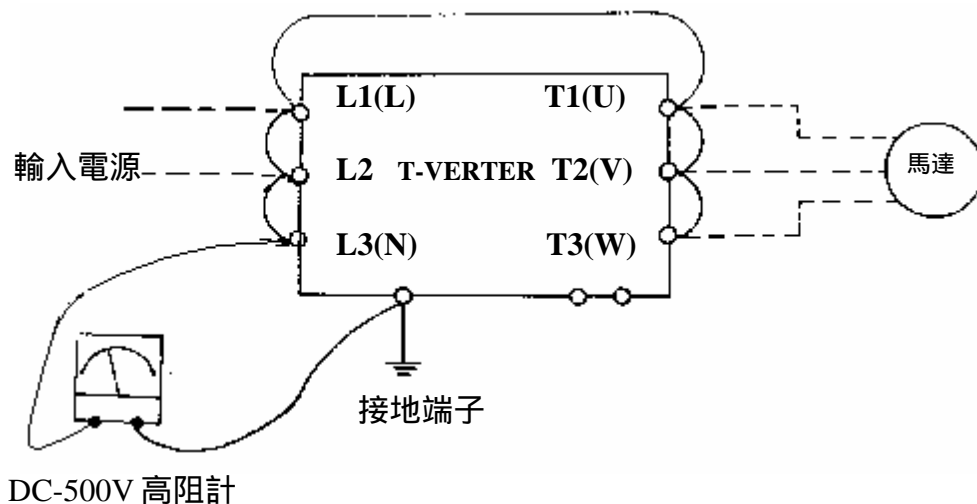 L1(L) T1(U)
輸入電源 L2 T-VERTER T2(V) 馬達
L3(N) T3(W)
接地端子
DC-500V 高阻計